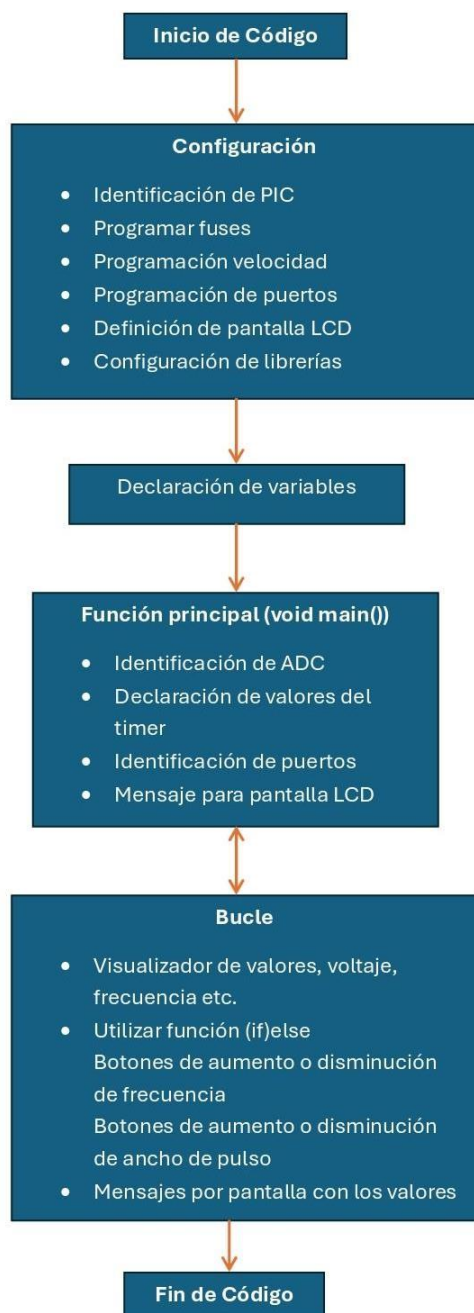 Inicio de Código
Configuración
• Identificación de PIC
• Programar fuses
• Programación velocidad
• Programación de puertos
• Definición de pantalla LCD
• Configuración de librerías
Declaración de variables
Función principal (void main())
• Identificación de ADC
• Declaración de valores del
timer
• Identificación de puertos
• Mensaje para pantalla LCD
Bucle
• Visualizador de valores, voltaje,
frecuencia etc.
• Utilizar función (if)else
Botones de aumento o disminución
de frecuencia
Botones de aumento o disminución
de ancho de pulso
• Mensajes por pantalla con los valores
Fin de Código